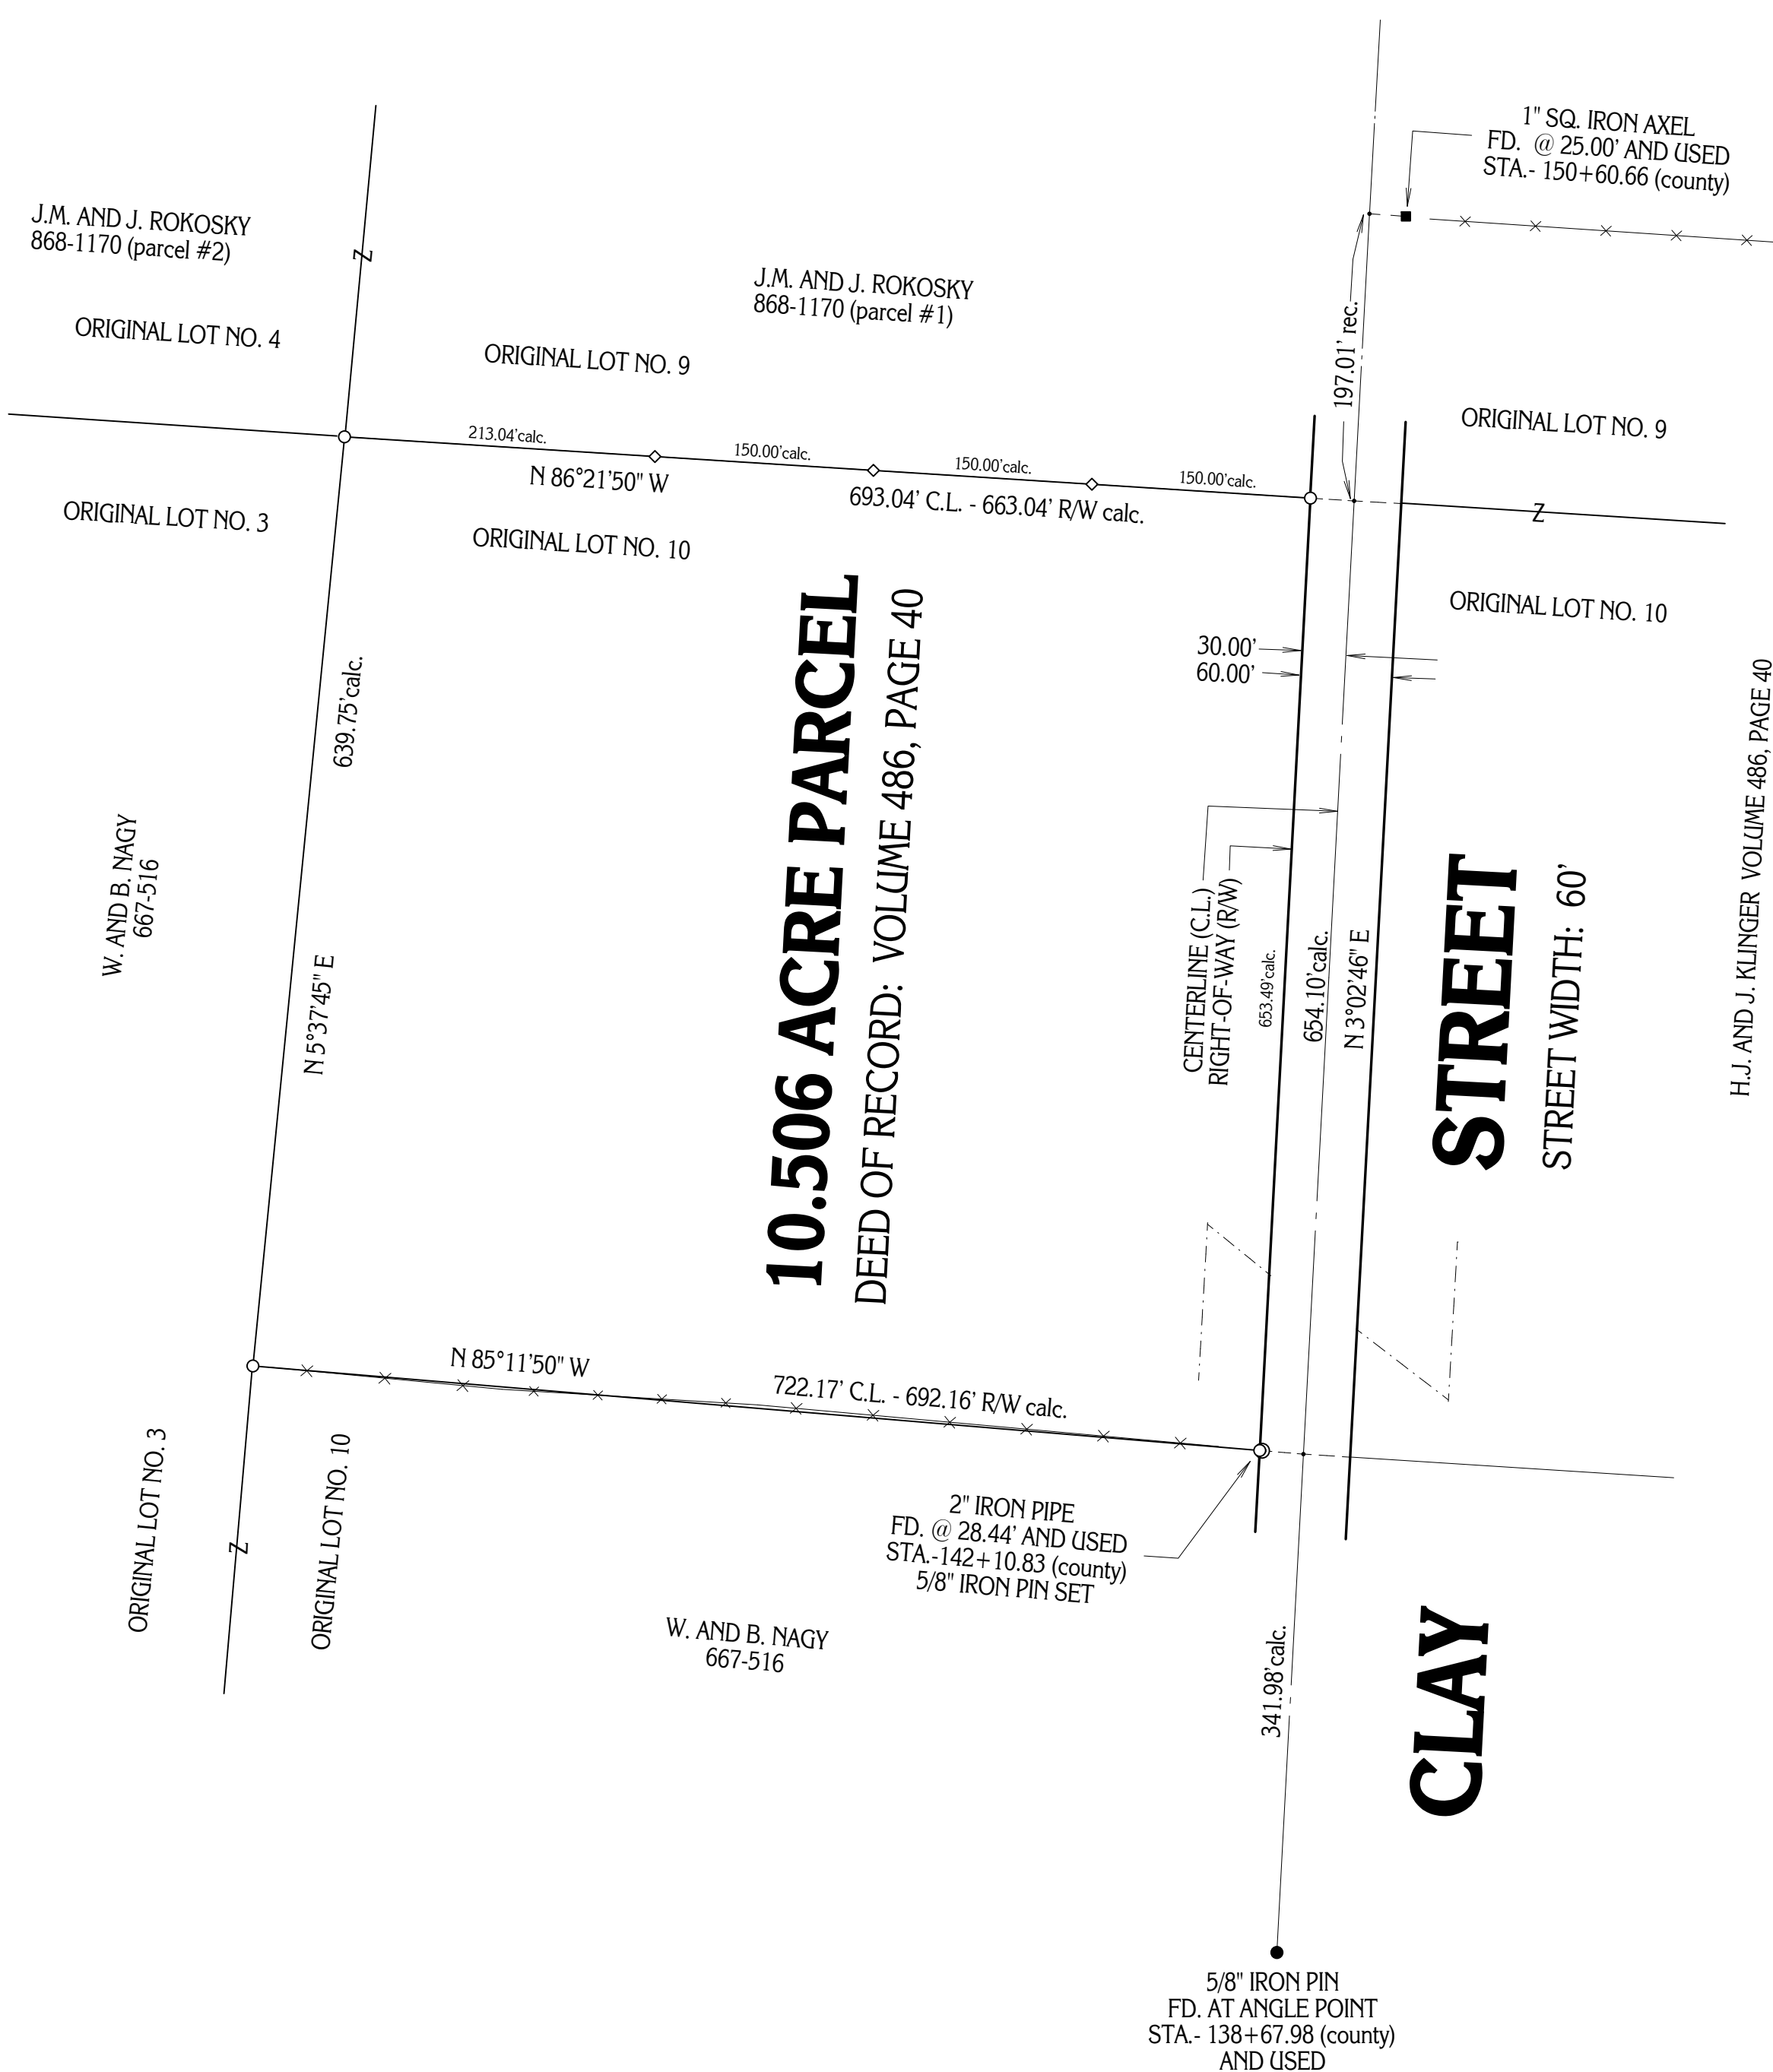 1" SQ. IRON AXEL
FD. @ 25.00' AND USED
STA.- 150+60.66 (county)
J.M. AND J. ROKOSKY
868-1170 (parcel #2)
Z
J.M. AND J. ROKOSKY
868-1170 (parcel #1)
ORIGINAL LOT NO. 4
ORIGINAL LOT NO. 9
197.01' rec.
ORIGINAL LOT NO. 9
213.04'calc.
150.00'calc.
150.00'calc.
150.00'calc.
N 86°21'50" W
693.04' C.L. - 663.04' R/W calc.
Z
ORIGINAL LOT NO. 3
ORIGINAL LOT NO. 10
ORIGINAL LOT NO. 10
30.00'
60.00'
639.75'calc.
N 5°37'45" E
W. AND B. NAGY
667-516
10.506 ACRE PARCEL
DEED OF RECORD: VOLUME 486, PAGE 40
CENTERLINE (C.L.)
RIGHT-OF-WAY (R/W)
653.49'calc.
654.10'calc.
N 3°02'46" E
STREET
STREET WIDTH: 60'
H.J. AND J. KLINGER VOLUME 486, PAGE 40
N 85°11'50" W
722.17' C.L. - 692.16' R/W calc.
ORIGINAL LOT NO. 3
Z
ORIGINAL LOT NO. 10
2" IRON PIPE
FD. @ 28.44' AND USED
STA.-142+10.83 (county)
5/8" IRON PIN SET
W. AND B. NAGY
667-516
341.98'calc.
CLAY
5/8" IRON PIN
FD. AT ANGLE POINT
STA.- 138+67.98 (county)
AND USED